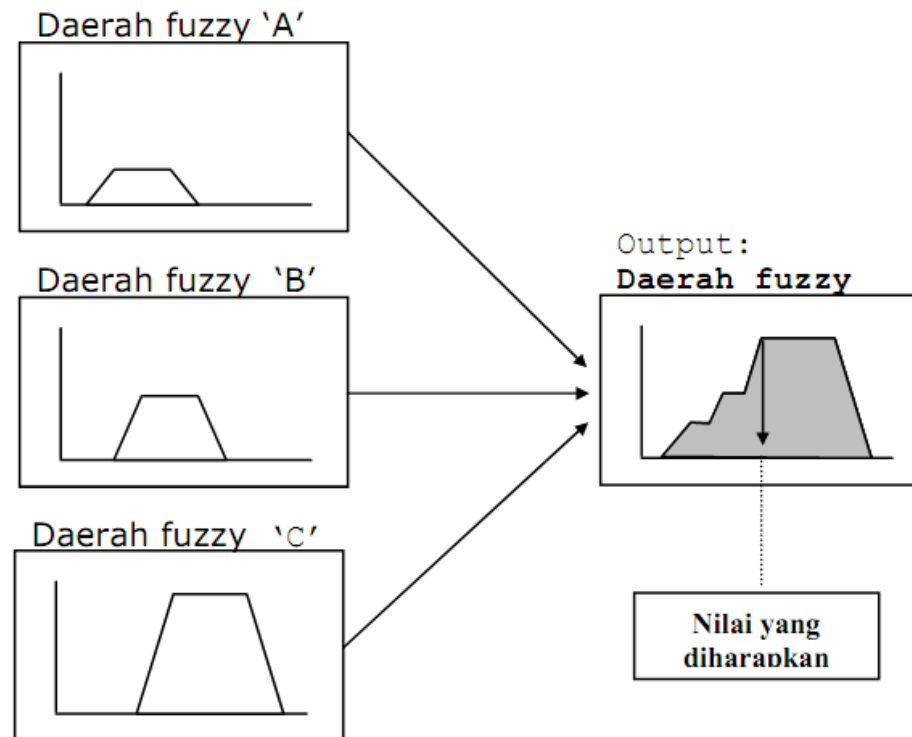 Daerah fuzzy ‘A’
Daerah fuzzy ‘B’
Daerah fuzzy ‘C’
Output:
Daerah fuzzy
Nilai yang
diharapkan